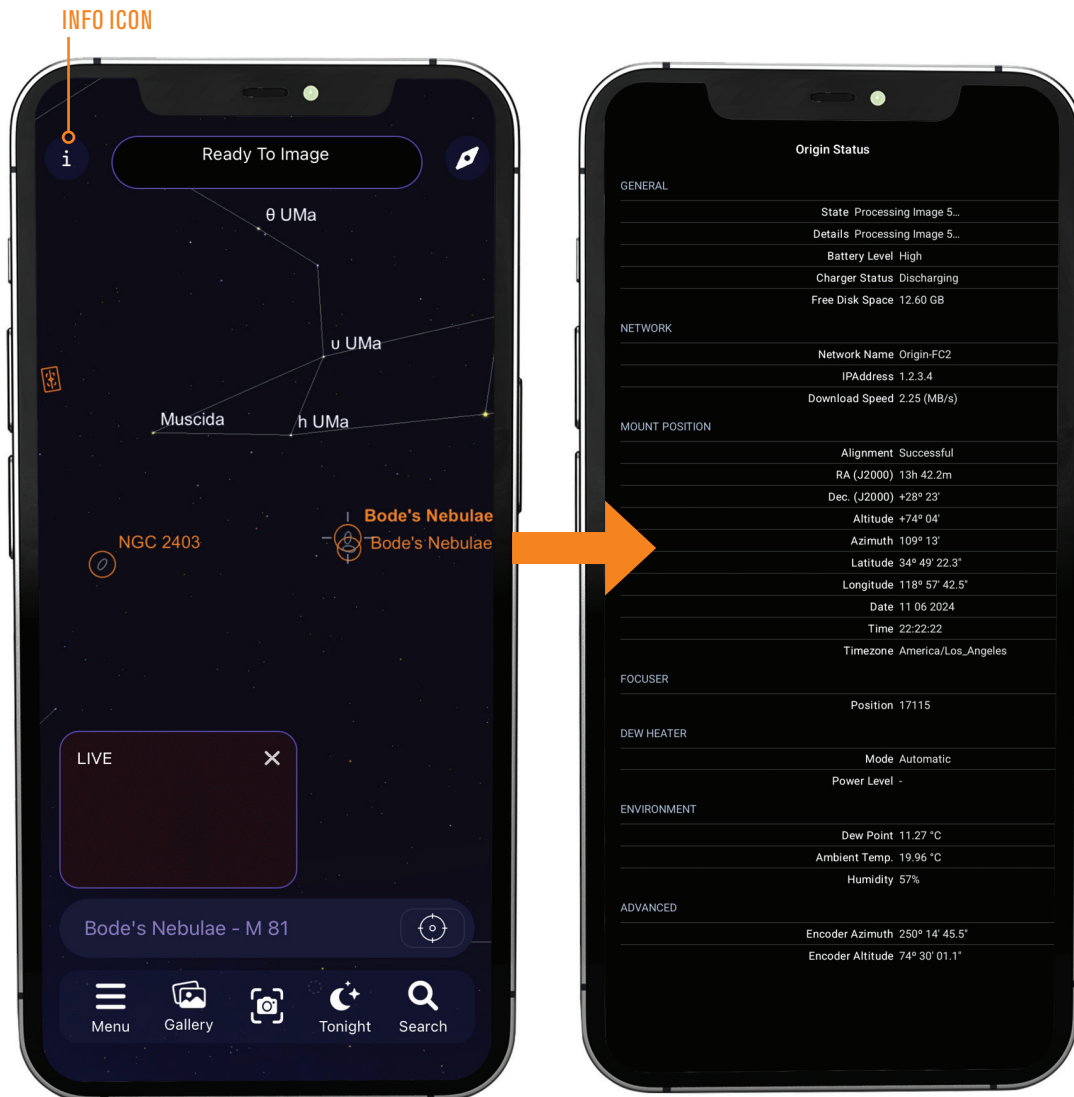 INFO ICON
i
Ready To Image
θ UMa
υ UMa
Muscida
h UMa
Bode's Nebulae
NGC 2403
Bode's Nebulae
LIVE
Bode's Nebulae - M 81
Menu
Gallery
Tonight
Search
Origin Status
GENERAL
State Processing Image 5...
Details Processing Image 5...
Battery Level High
Charger Status Discharging
Free Disk Space 12.60 GB
NETWORK
Network Name Origin-FC2
IPAddress 1.2.3.4
Download Speed 2.25 (MB/s)
MOUNT POSITION
Alignment Successful
RA (J2000) 13h 42.2m
Dec. (J2000) +28º 23'
Altitude +74º 04'
Azimuth 109º 13'
Latitude 34º 49' 22.3"
Longitude 118º 57' 42.5"
Date 11 06 2024
Time 22:22:22
Timezone America/Los_Angeles
FOCUSER
Position 17115
DEW HEATER
Mode Automatic
Power Level -
ENVIRONMENT
Dew Point 11.27 °C
Ambient Temp. 19.96 °C
Humidity 57%
ADVANCED
Encoder Azimuth 250º 14' 45.5"
Encoder Altitude 74º 30' 01.1"